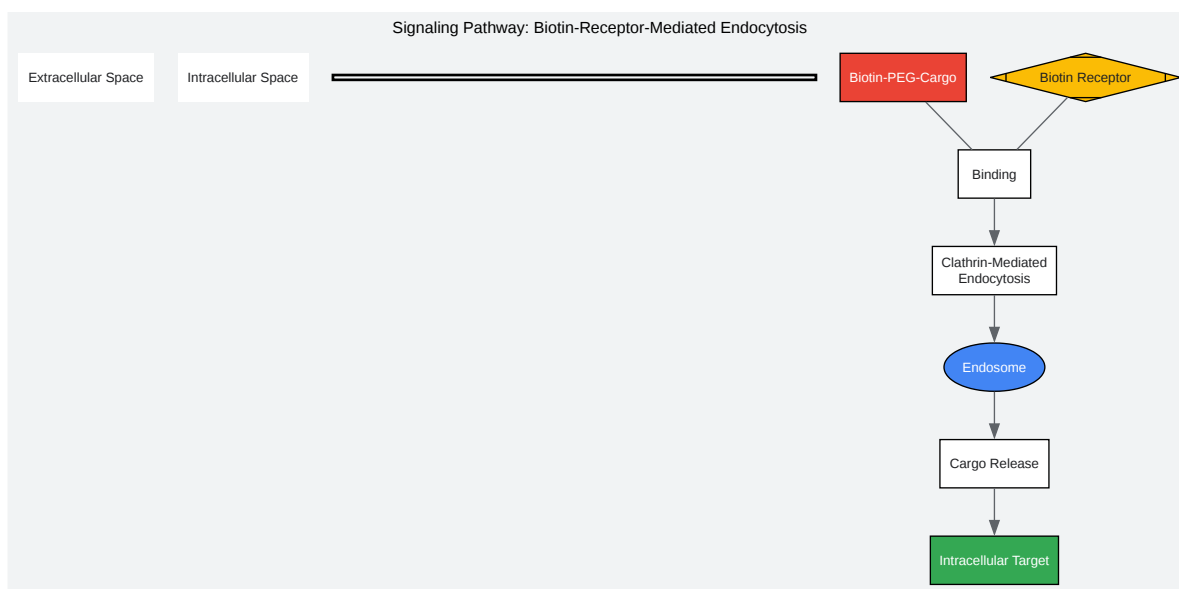 Signaling Pathway: Biotin-Receptor-Mediated Endocytosis
Extracellular Space
Intracellular Space
Biotin-PEG-Cargo
Biotin Receptor
Binding
Clathrin-Mediated
Endocytosis
Endosome
Cargo Release
Intracellular Target